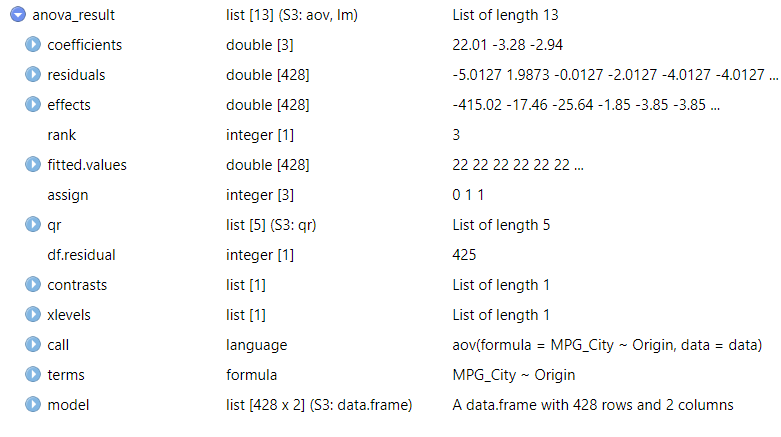 anova_result list [13] (S3: aov, lm) List of length 13
coefficients double [3] 22.01 -3.28 -2.94
residuals double [428] -5.0127 1.9873 -0.0127 -2.0127 -4.0127 -4.0127 ...
effects double [428] -415.02 -17.46 -25.64 -1.85 -3.85 -3.85 ...
rank integer [1] 3
fitted.values double [428] 22 22 22 22 22 22 ...
assign integer [3] 0 1 1
qr list [5] (S3: qr) List of length 5
df.residual integer [1] 425
contrasts list [1] List of length 1
xlevels list [1] List of length 1
call language aov(formula = MPG_City ~ Origin, data = data)
terms formula MPG_City ~ Origin
model list [428 x 2] (S3: data.frame) A data.frame with 428 rows and 2 columns